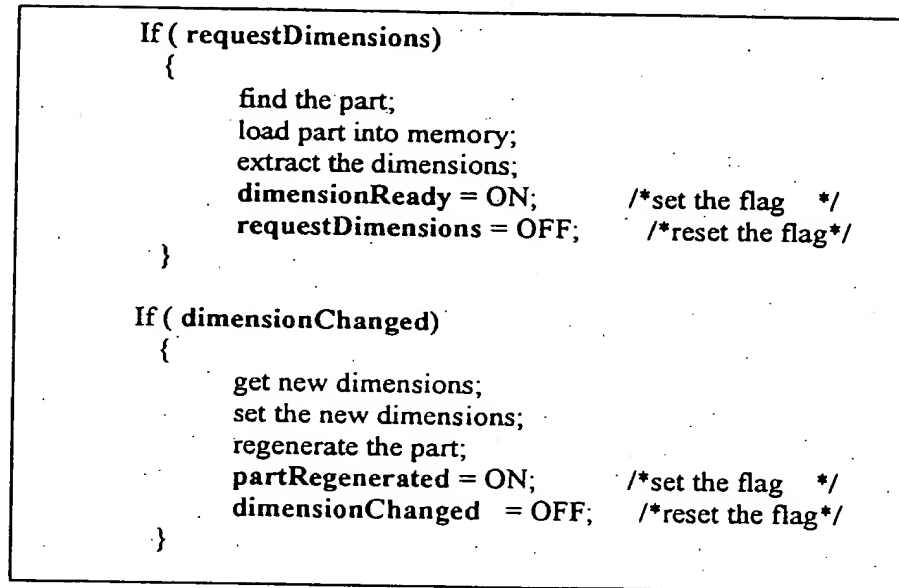 If ( requestDimensions)
{
find the part;
load part into memory;
extract the dimensions;
dimensionReady = ON; /*set the flag */
requestDimensions = OFF; /*reset the flag*/
}
If ( dimensionChanged)
{
get new dimensions;
set the new dimensions;
regenerate the part;
partRegenerated = ON; /*set the flag */
dimensionChanged = OFF; /*reset the flag*/
}